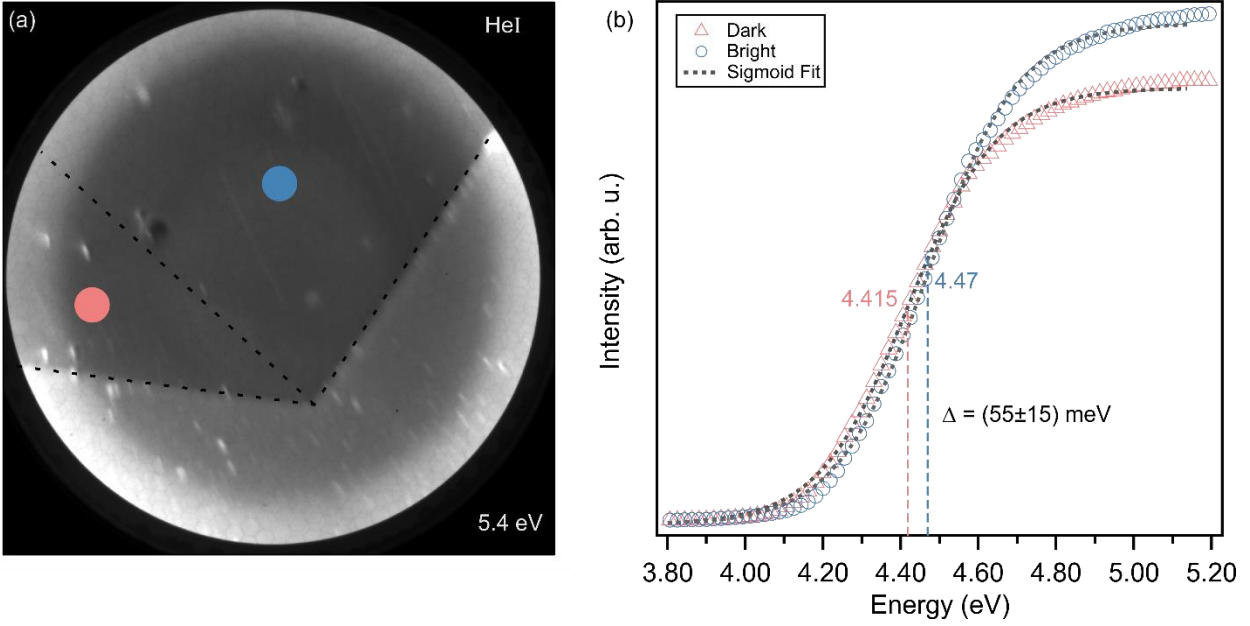 (a)
HeI
5.4 eV
(b)
Dark
Bright
Sigmoid Fit
Intensity (arb. u.)
4.415
4.47
Δ = (55±15) meV
3.80 4.00 4.20 4.40 4.60 4.80 5.00 5.20
Energy (eV)